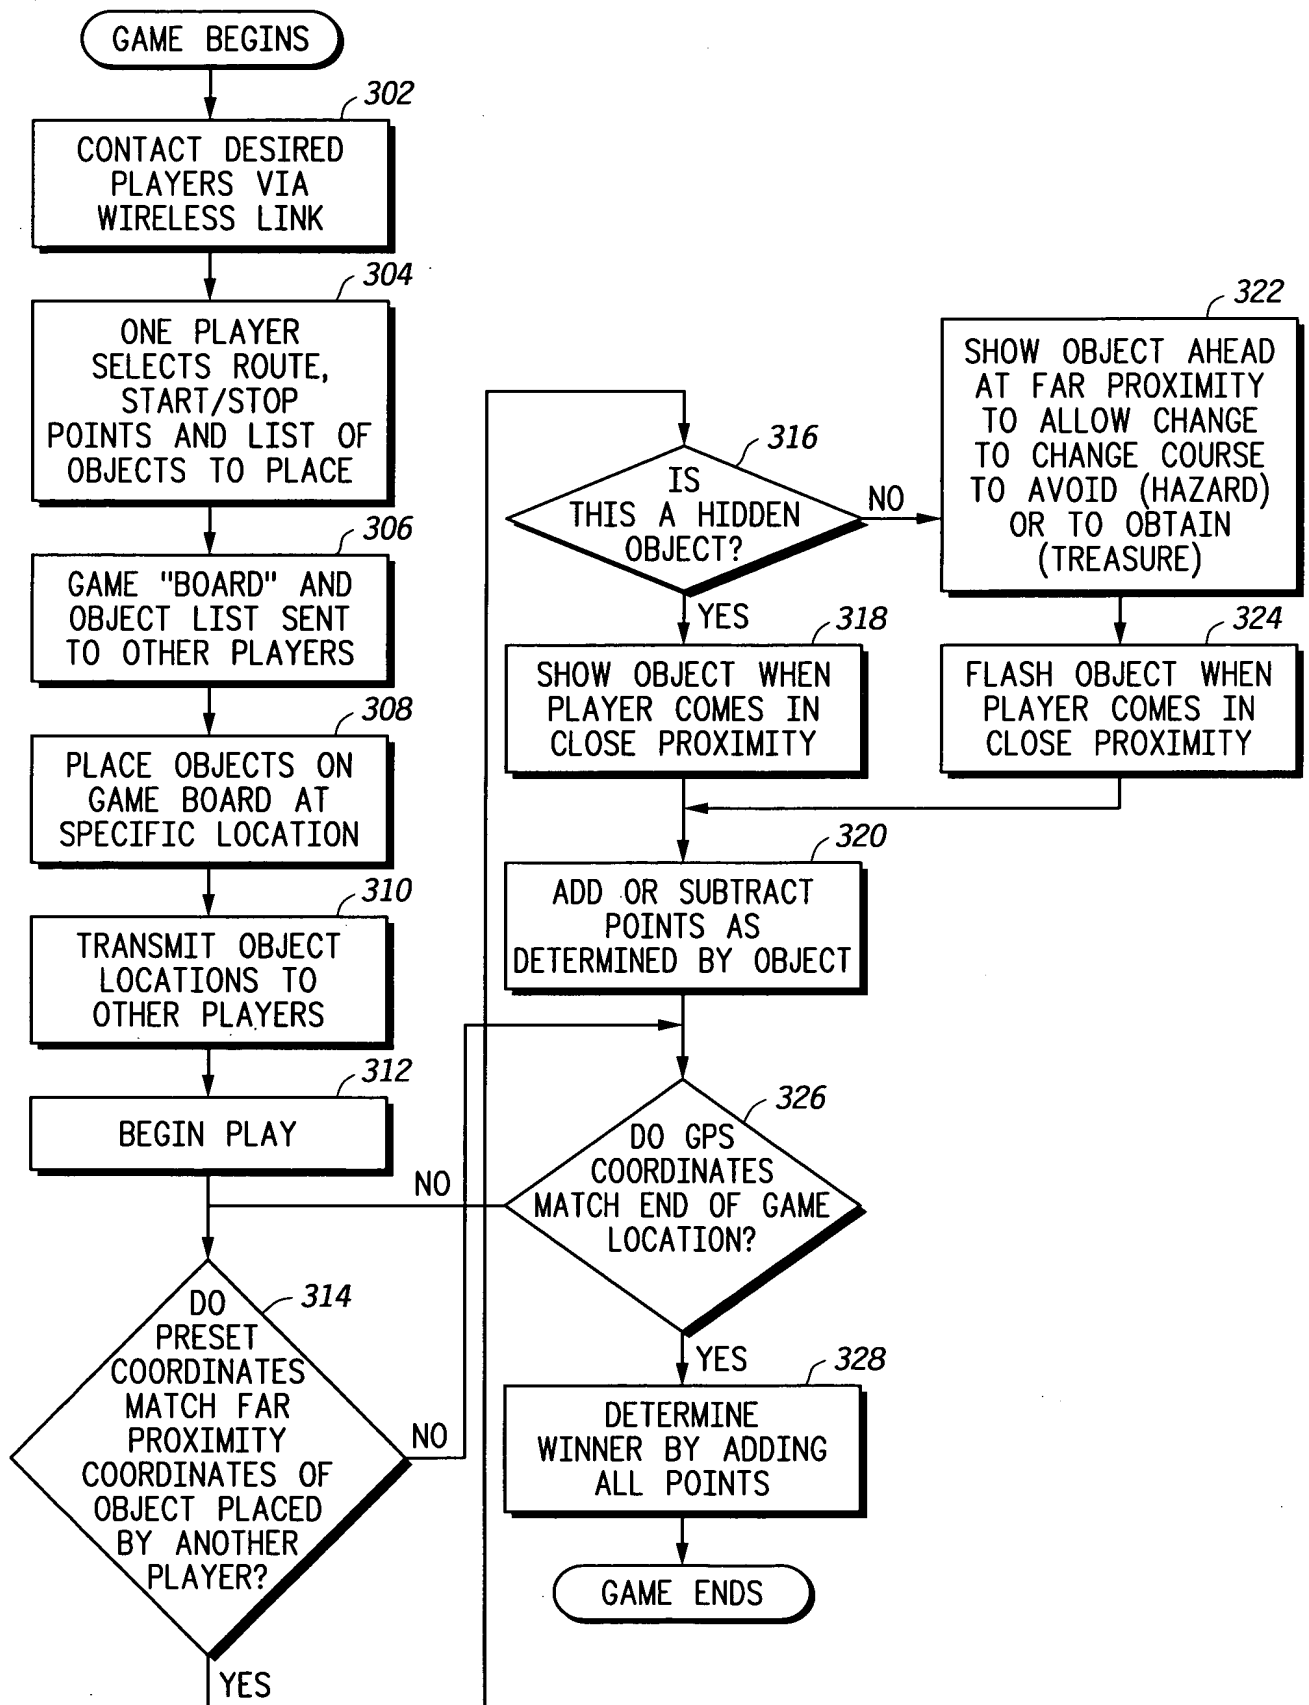 GAME BEGINS
302
CONTACT DESIRED
PLAYERS VIA
WIRELESS LINK
304
ONE PLAYER
SELECTS ROUTE,
START/STOP
POINTS AND LIST OF
OBJECTS TO PLACE
306
GAME "BOARD" AND
OBJECT LIST SENT
TO OTHER PLAYERS
308
PLACE OBJECTS ON
GAME BOARD AT
SPECIFIC LOCATION
310
TRANSMIT OBJECT
LOCATIONS TO
OTHER PLAYERS
312
BEGIN PLAY
314
DO
PRESET
COORDINATES
MATCH FAR
PROXIMITY
COORDINATES OF
OBJECT PLACED
BY ANOTHER
PLAYER?
NO
YES
316
IS
THIS A HIDDEN
OBJECT?
NO
YES
322
SHOW OBJECT AHEAD
AT FAR PROXIMITY
TO ALLOW CHANGE
TO CHANGE COURSE
TO AVOID (HAZARD)
OR TO OBTAIN
(TREASURE)
318
SHOW OBJECT WHEN
PLAYER COMES IN
CLOSE PROXIMITY
324
FLASH OBJECT WHEN
PLAYER COMES IN
CLOSE PROXIMITY
320
ADD OR SUBTRACT
POINTS AS
DETERMINED BY OBJECT
326
DO GPS
COORDINATES
MATCH END OF GAME
LOCATION?
NO
YES
328
DETERMINE
WINNER BY ADDING
ALL POINTS
GAME ENDS